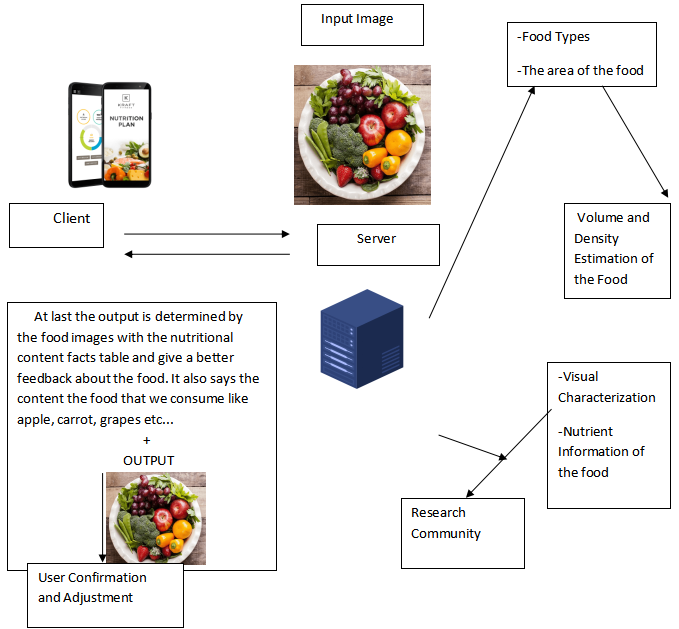 Input Image
-Food Types
-The area of the food
KRAFT
NUTRITION
PLAN
Client
Server
Volume and
Density
Estimation of
the Food
At last the output is determined by
the food images with the nutritional
content facts table and give a better
feedback about the food. It also says the
content the food that we consume like
apple, carrot, grapes etc...
+
OUTPUT
-Visual
Characterization
-Nutrient
Information of
the food
Research
Community
User Confirmation
and Adjustment